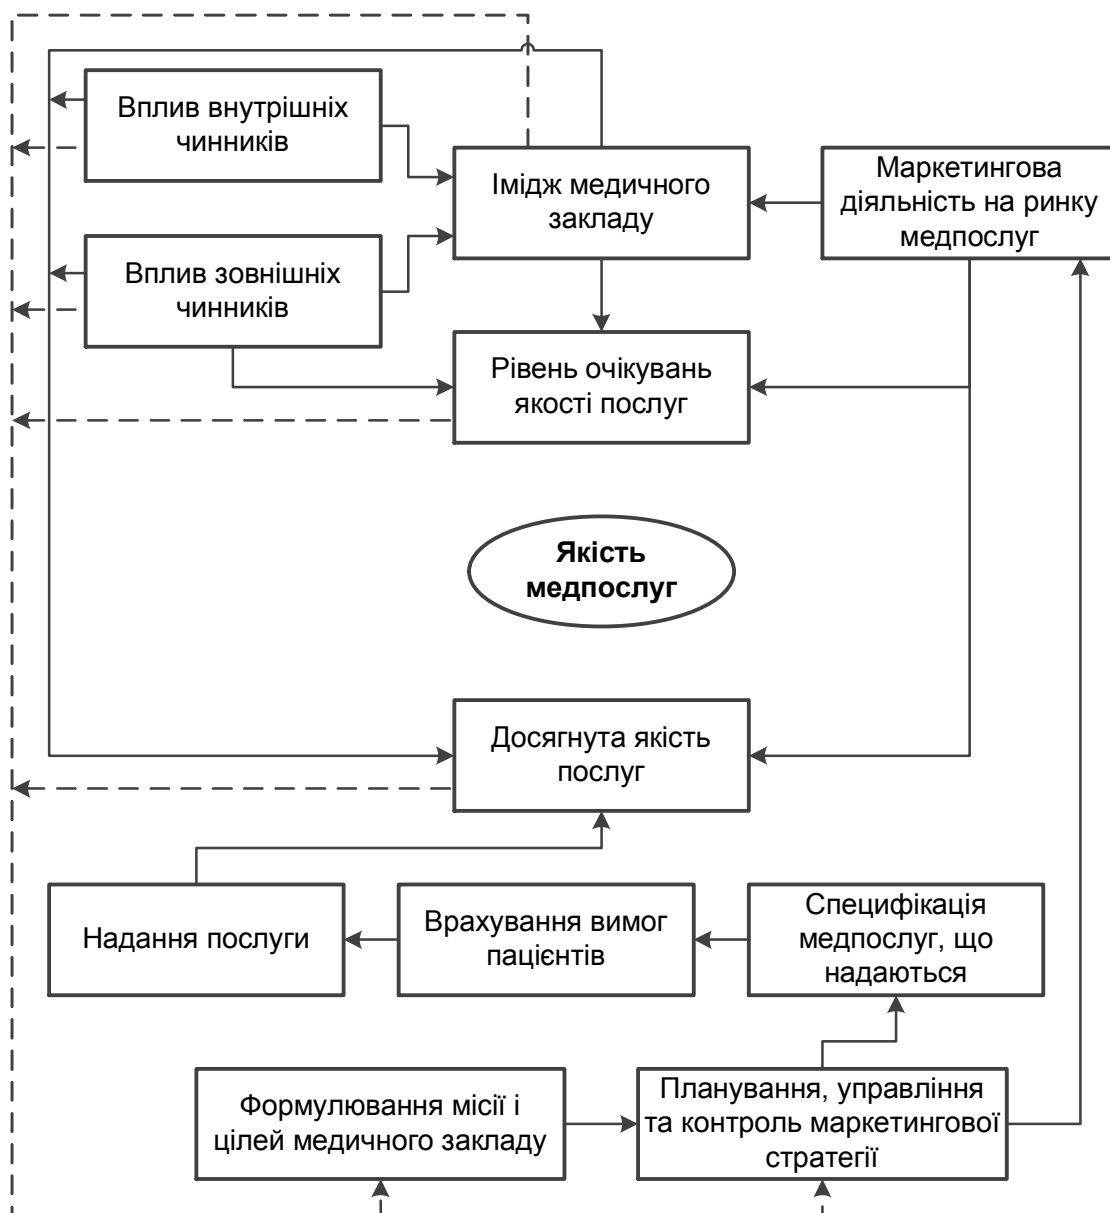 Вплив внутрішніх
чинників
Імідж медичного
закладу
Маркетингова
діяльність на ринку
медпослуг
Вплив зовнішніх
чинників
Рівень очікувань
якості послуг
Якість
медпослуг
Досягнута якість
послуг
Надання послуги
Врахування вимог
пацієнтів
Специфікація
медпослуг, що
надаються
Формулювання місії і
цілей медичного закладу
Планування, управління
та контроль маркетингової
стратегії